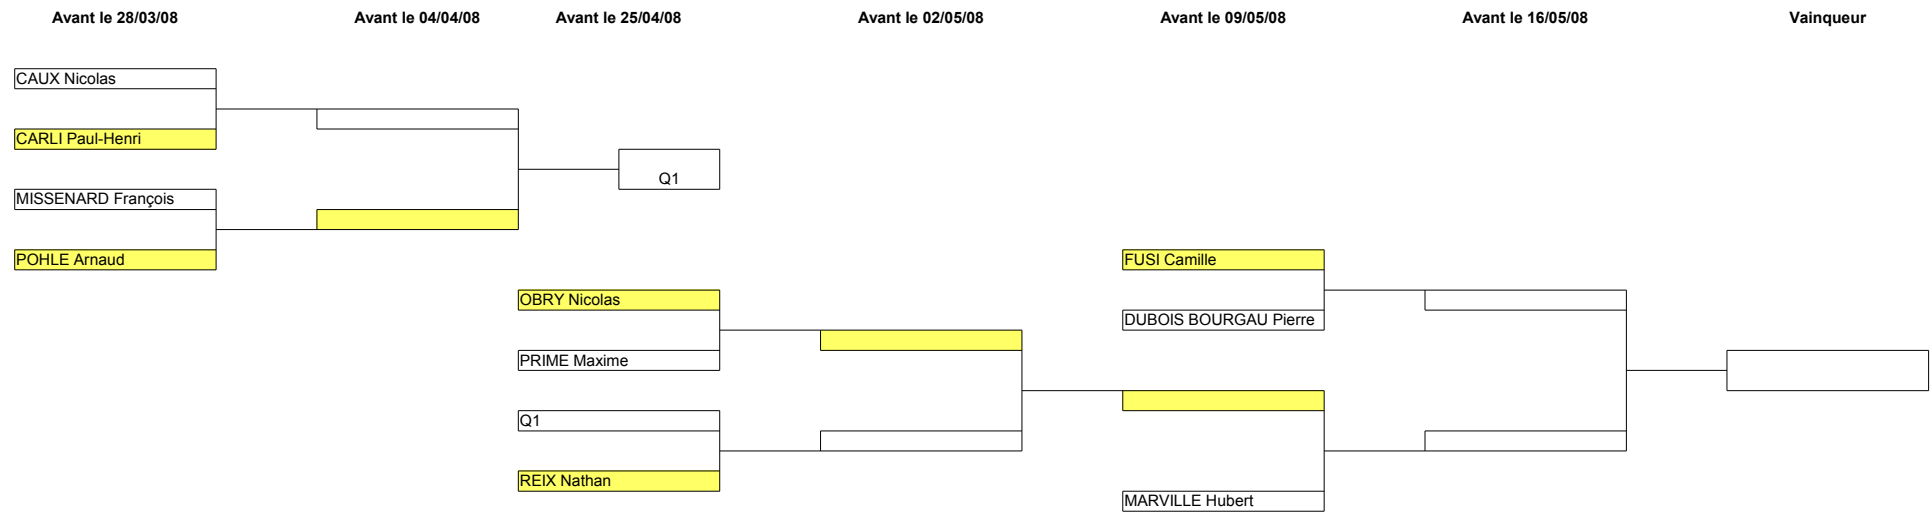 Avant le 28/03/08 Avant le 04/04/08 Avant le 25/04/08 Avant le 02/05/08 Avant le 09/05/08 Avant le 16/05/08 Vainqueur
CAUX Nicolas
CARLI Paul-Henri
Q1
MISSENARD François
POHLE Arnaud FUSI Camille
OBRY Nicolas
DUBOIS BOURGAU Pierre
PRIME Maxime
Q1
REIX Nathan
MARVILLE Hubert